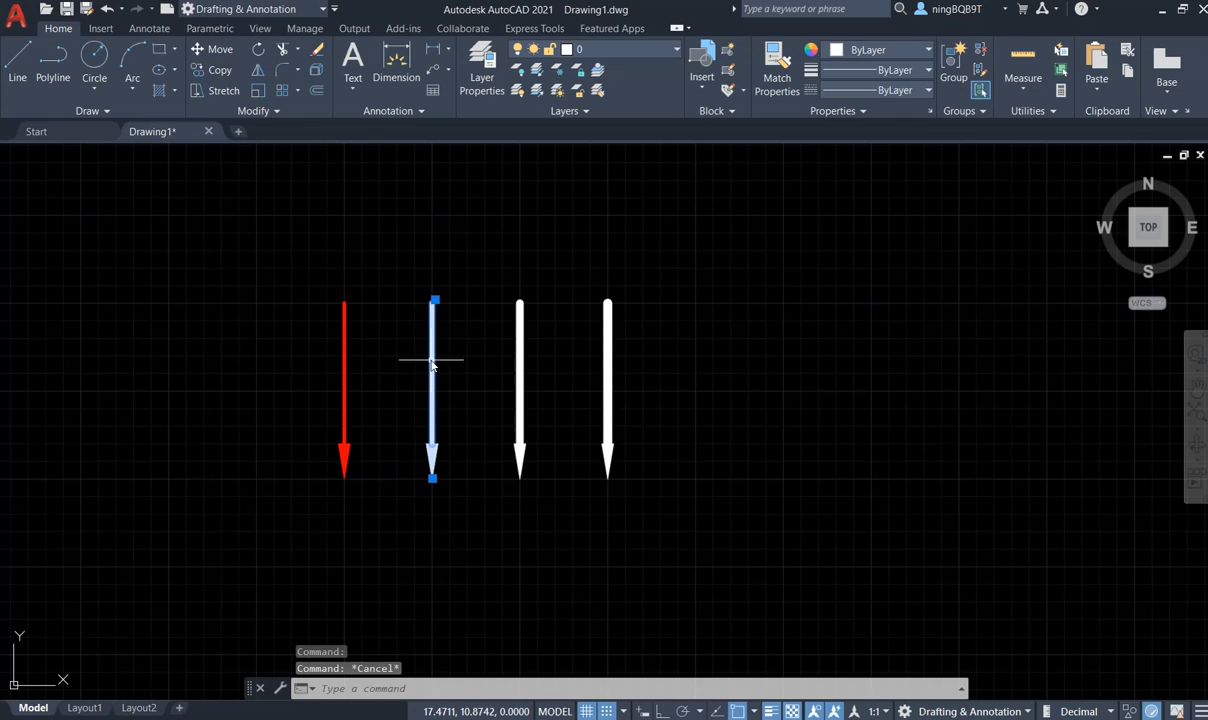 Drafting & Annotation
Autodesk AutoCAD 2021 Drawing1.dwg
Type a keyword or phrase
ningBQB9T
Home Insert Annotate Parametric View Manage Output Add-ins Collaborate Express Tools Featured Apps
Line Polyline Circle Arc
Move
Copy
Stretch
Text Dimension
Layer Properties
0
Insert
Match Properties
ByLayer
ByLayer
ByLayer
Group
Measure
Paste
Base
Draw Modify Annotation Layers Block Properties Groups Utilities Clipboard View
Start Drawing1*
N
W TOP E
S
WCS
Y
X
Command:
Command: *Cancel*
Type a command
Model Layout1 Layout2
17.4711, 10.8742, 0.0000 MODEL 1:1 Drafting & Annotation Decimal